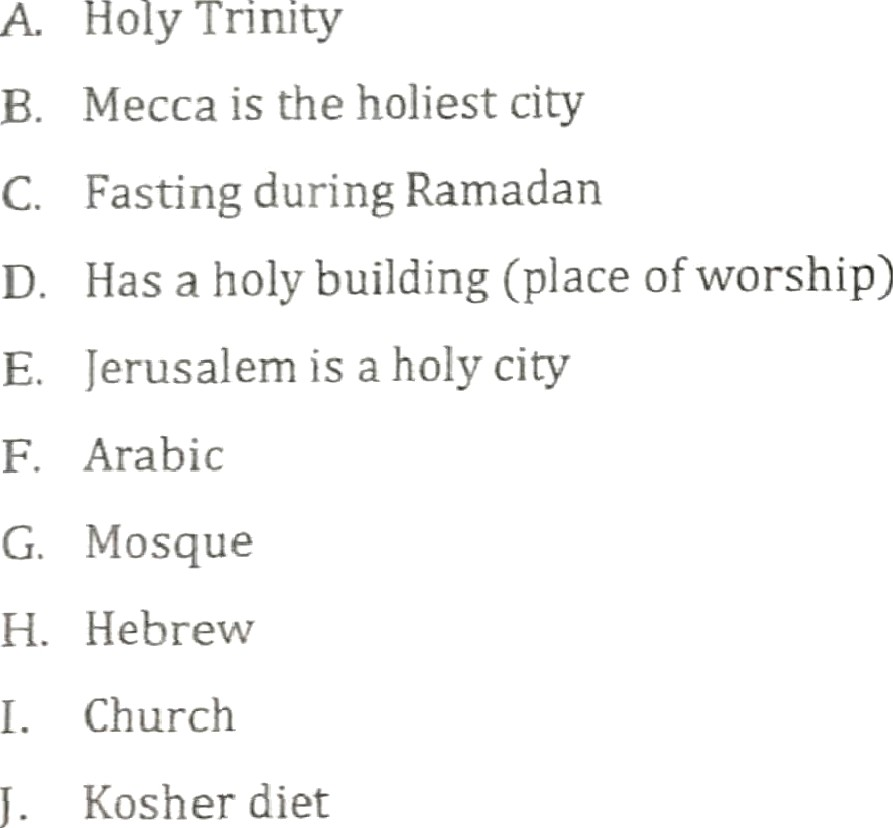 A. Holy Trinity
B. Mecca is the holiest city
C. Fasting during Ramadan
D. Has a holy building (place of worship)
E. Jerusalem is a holy city
F. Arabic
G. Mosque
H. Hebrew
I. Church
J. Kosher diet